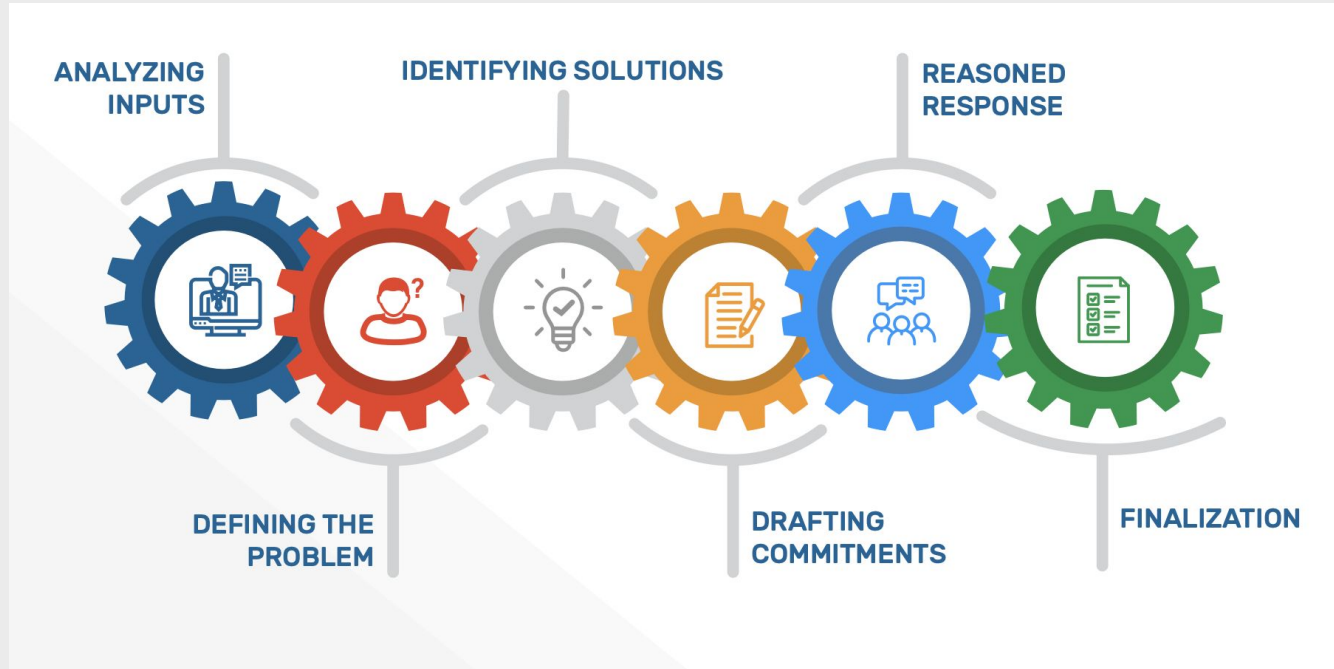 ANALYZING
INPUTS
DEFINING THE
PROBLEM
IDENTIFYING SOLUTIONS
DRAFTING
COMMITMENTS
REASONED
RESPONSE
FINALIZATION
?